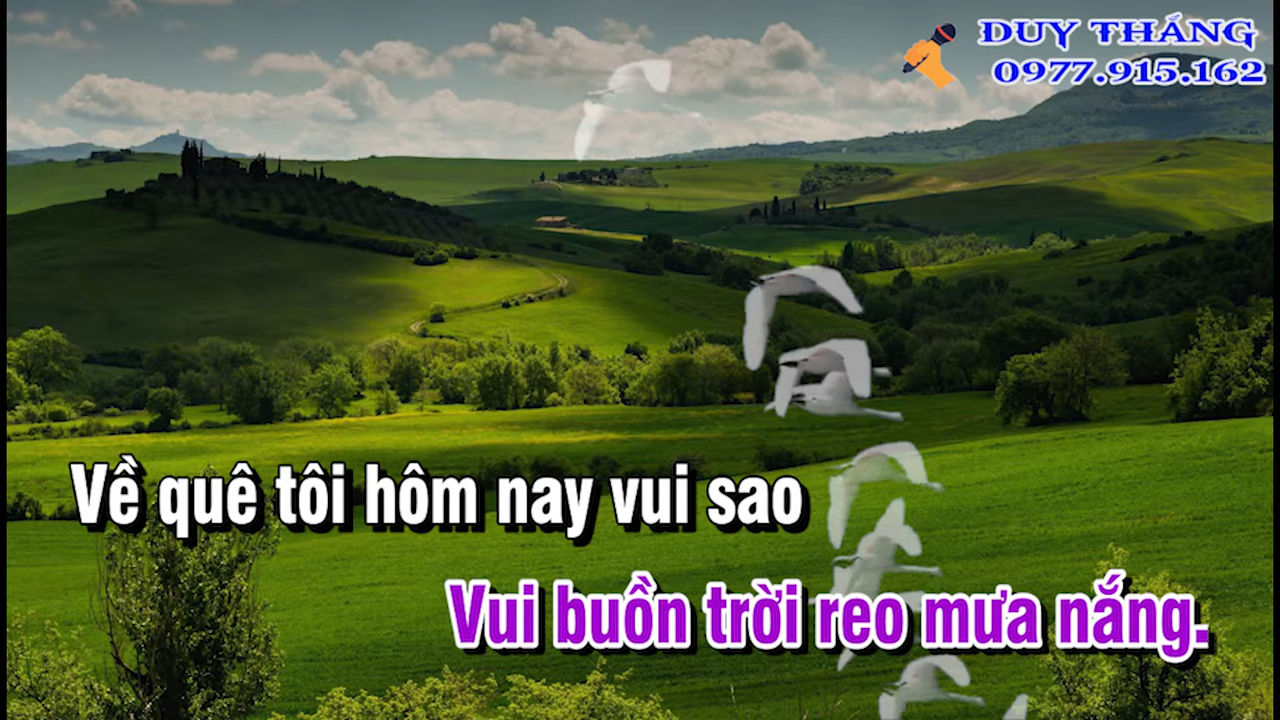 DUY THẮNG
0977.915.162
Về quê tôi hôm nay vui sao
Vui buồn trời reo mưa nắng.